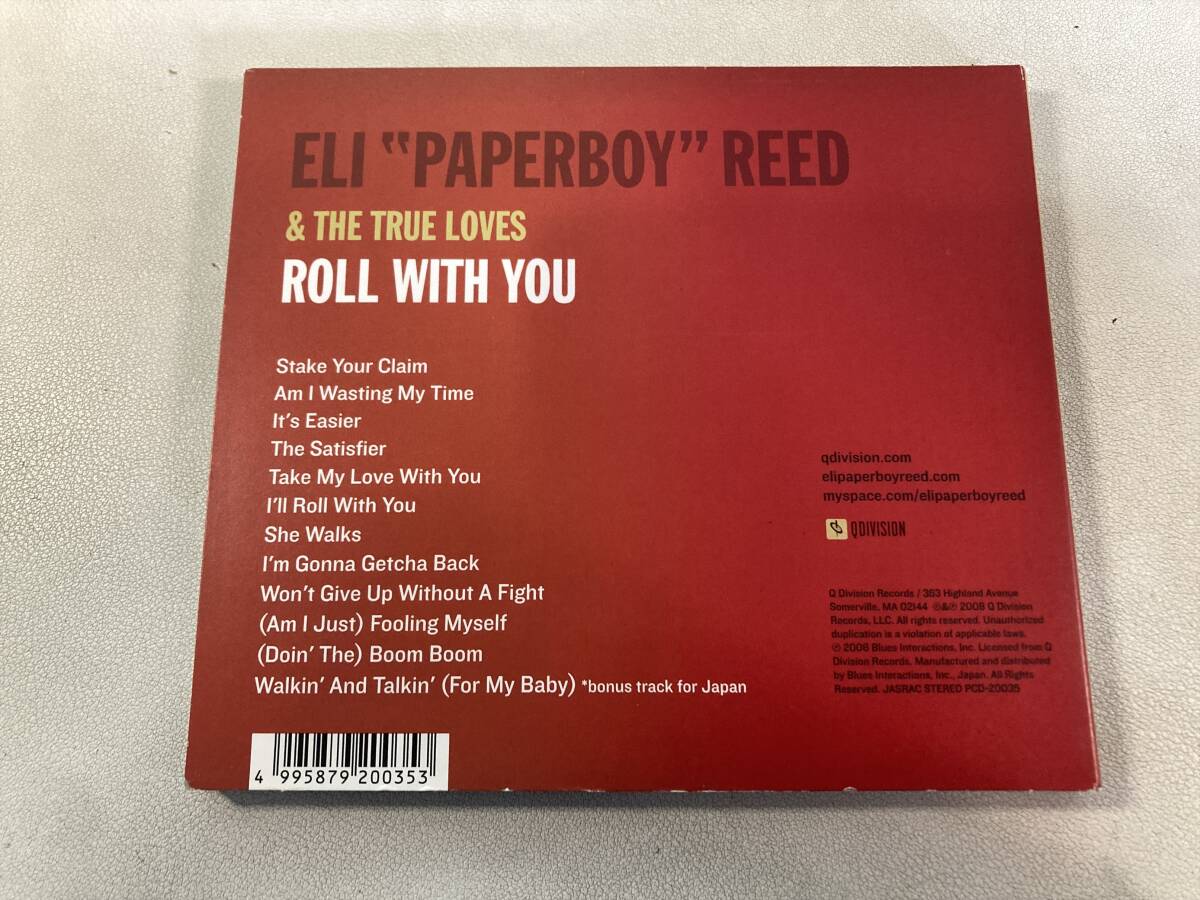 ELI “PAPERBOY” REED
& THE TRUE LOVES
ROLL WITH YOU
Stake Your Claim
Am I Wasting My Time
It's Easier
The Satisfier
Take My Love With You
I'll Roll With You
She Walks
I'm Gonna Getcha Back
Won't Give Up Without A Fight
(Am I Just) Fooling Myself
(Doin' The) Boom Boom
Walkin' And Talkin' (For My Baby) *bonus track for Japan
qdivision.com
elipaperboyreed.com
myspace.com/elipaperboyreed
QDIVISION
Q Division Records / 363 Highland Avenue
Somerville, MA 02144 ℗&℗ 2008 Q Division
Records, LLC. All rights reserved. Unauthorized
duplication is a violation of applicable laws.
℗ 2008 Blues Interactions, Inc. Licensed from Q
Division Records. Manufactured and distributed
by Blues Interactions, Inc., Japan. All Rights
Reserved. JASRAC STEREO PCD-20035
4 995879 200353